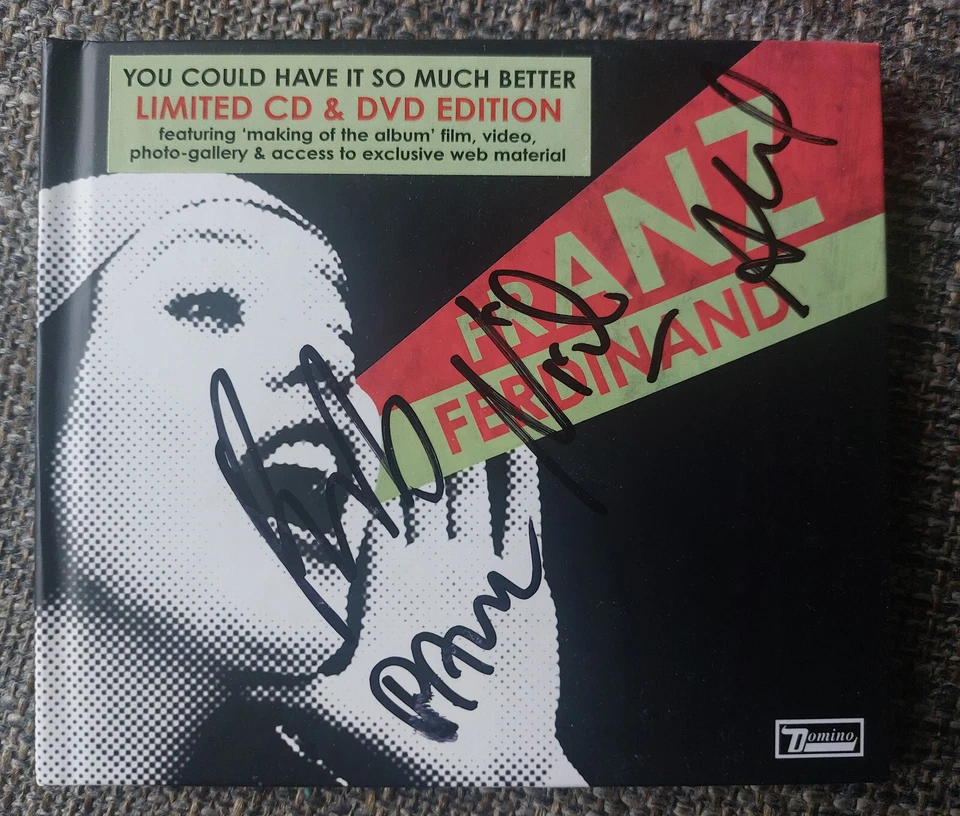 YOU COULD HAVE IT SO MUCH BETTER
LIMITED CD & DVD EDITION
featuring 'making of the album' film, video,
photo-gallery & access to exclusive web material
FRANZ
FERDINAND
Domino